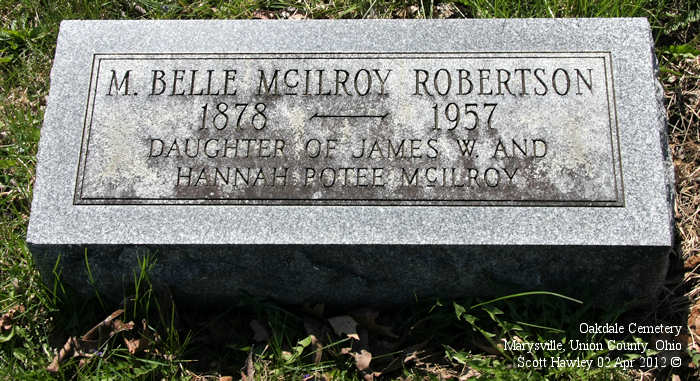 M. BELLE McILROY ROBERTSON
1878 — 1957
DAUGHTER OF JAMES W. AND
HANNAH POTEE McILROY
Oakdale Cemetery
Marysville, Union County, Ohio
Scott Hawley 02 Apr 2012 ©